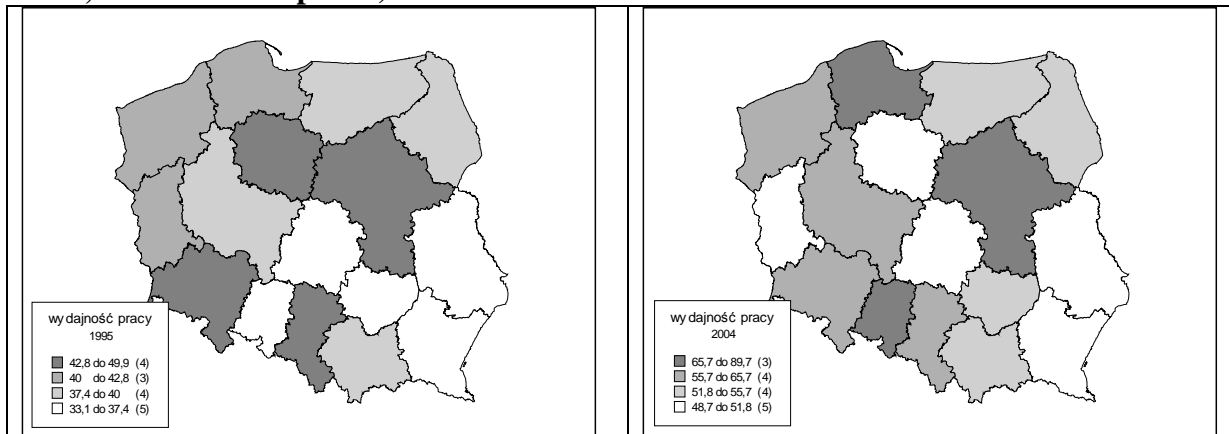 wydajność pracy
1995
42,8 do 49,9 (4)
40 do 42,8 (3)
37,4 do 40 (4)
33,1 do 37,4 (5)
wydajność pracy
2004
65,7 do 89,7 (3)
55,7 do 65,7 (4)
51,8 do 55,7 (4)
48,7 do 51,8 (5)